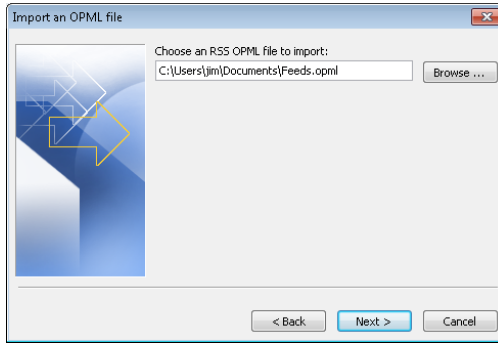 Import an OPML file
Choose an RSS OPML file to import:
C:\Users\jim\Documents\Feeds.opml
Browse ...
< Back
Next >
Cancel